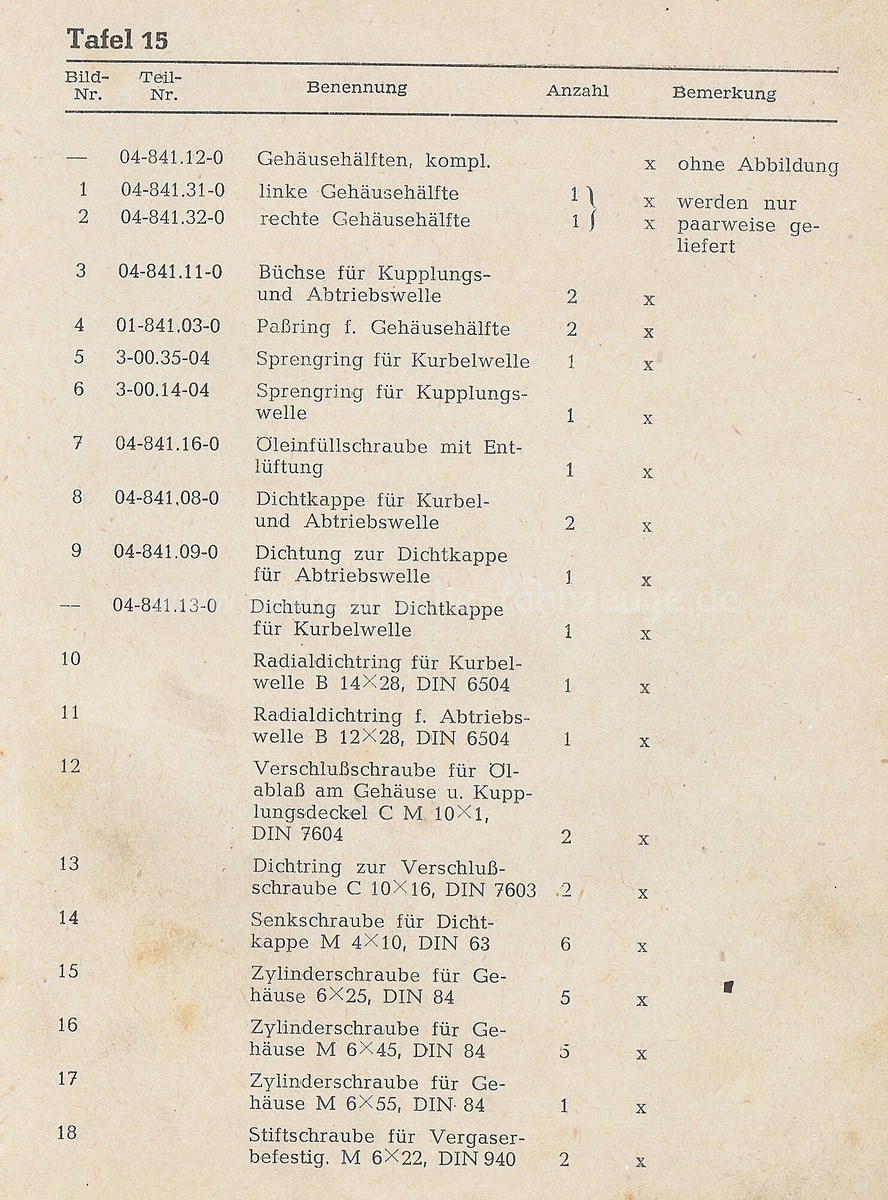 Tafel 15
Bild- Teil-
Nr. Nr. Benennung Anzahl Bemerkung
— 04-841.12-0 Gehäusehälften, kompl. x ohne Abbildung
1 04-841.31-0 linke Gehäusehälfte 1 } x werden nur
2 04-841.32-0 rechte Gehäusehälfte 1 } x paarweise ge-
liefert
3 04-841.11-0 Büchse für Kupplungs-
und Abtriebswelle 2 x
4 01-841.03-0 Paßring f. Gehäusehälfte 2 x
5 3-00.35-04 Sprengring für Kurbelwelle 1 x
6 3-00.14-04 Sprengring für Kupplungs-
welle 1 x
7 04-841.16-0 Öleinfüllschraube mit Ent-
lüftung 1 x
8 04-841.08-0 Dichtkappe für Kurbel-
und Abtriebswelle 2 x
9 04-841.09-0 Dichtung zur Dichtkappe
für Abtriebswelle 1 x
— 04-841.13-0 Dichtung zur Dichtkappe
für Kurbelwelle 1 x
10 Radialdichtring für Kurbel-
welle B 14×28, DIN 6504 1 x
11 Radialdichtring f. Abtriebs-
welle B 12×28, DIN 6504 1 x
12 Verschlußschraube für Öl-
ablaß am Gehäuse u. Kupp-
lungsdeckel C M 10×1,
DIN 7604 2 x
13 Dichtring zur Verschluß-
schraube C 10×16, DIN 7603 2 x
14 Senkschraube für Dicht-
kappe M 4×10, DIN 63 6 x
15 Zylinderschraube für Ge-
häuse 6×25, DIN 84 5 x
16 Zylinderschraube für Ge-
häuse M 6×45, DIN 84 5 x
17 Zylinderschraube für Ge-
häuse M 6×55, DIN 84 1 x
18 Stiftschraube für Vergaser-
befestig. M 6×22, DIN 940 2 x